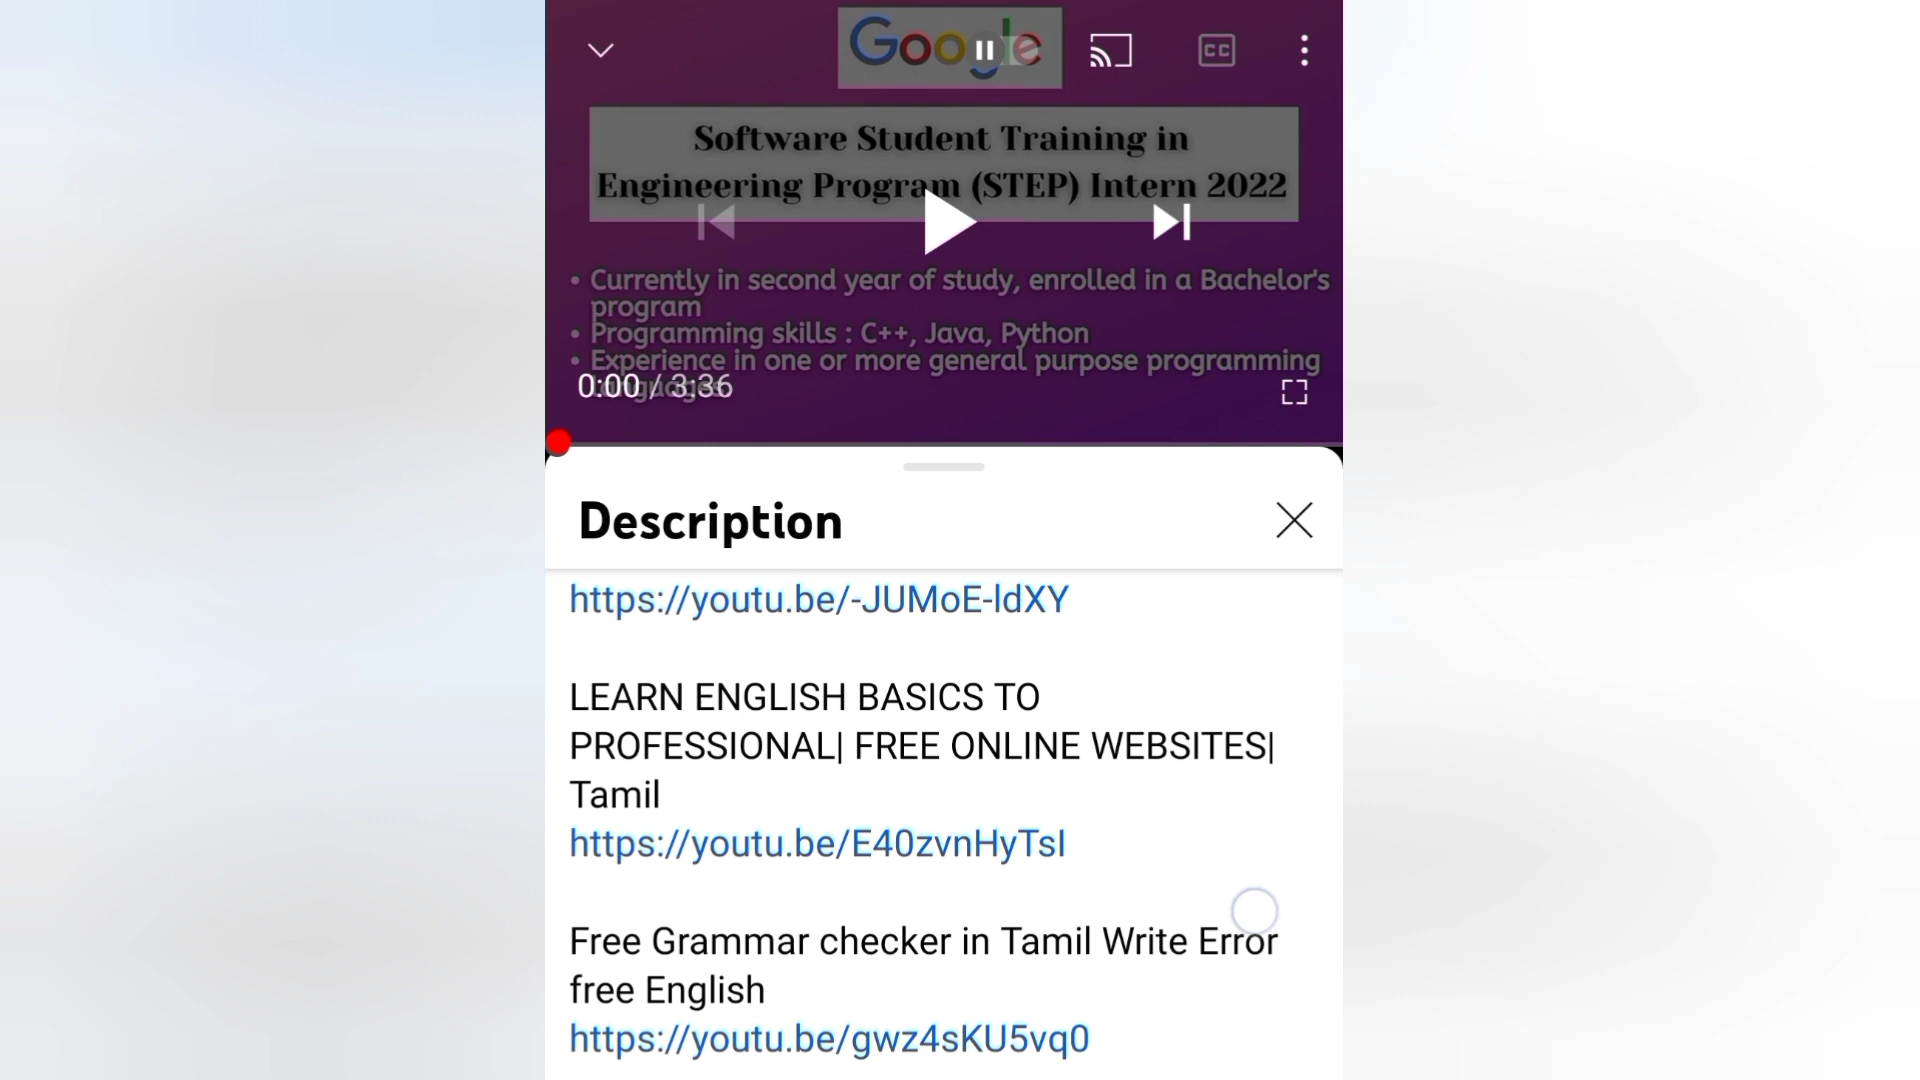 Google
CC
Software Student Training in
Engineering Program (STEP) Intern 2022
• Currently in second year of study, enrolled in a Bachelor's
program
• Programming skills : C++, Java, Python
• Experience in one or more general purpose programming
languages
0:00 / 3:36
Description
https://youtu.be/-JUMoE-ldXY
LEARN ENGLISH BASICS TO
PROFESSIONAL| FREE ONLINE WEBSITES|
Tamil
https://youtu.be/E40zvnHyTsI
Free Grammar checker in Tamil Write Error
free English
https://youtu.be/gwz4sKU5vq0